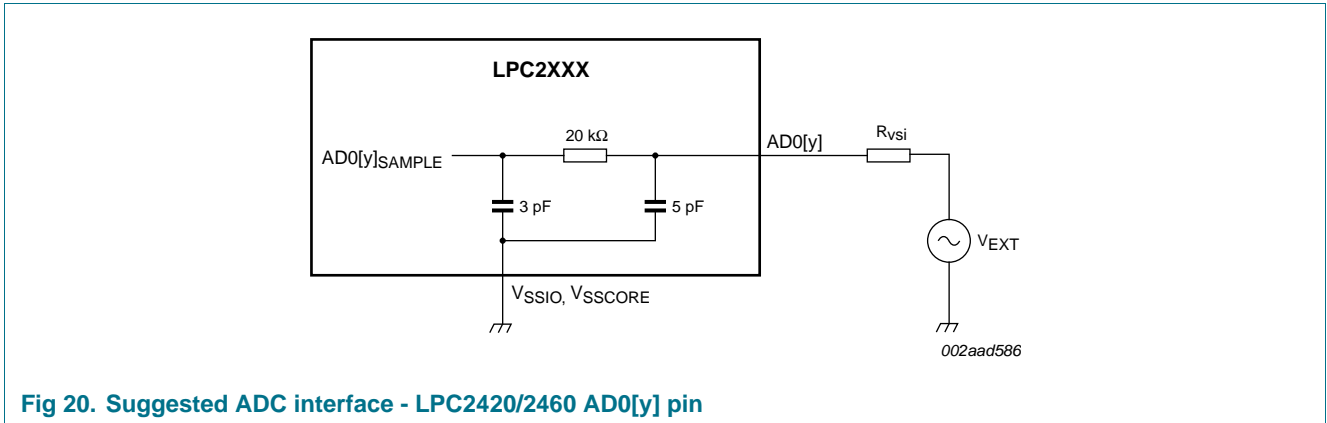 LPC2XXX
20 kΩ
AD0[y]SAMPLE
AD0[y]
Rvsi
3 pF
5 pF
VEXT
VSSIO, VSSCORE
002aad586
Fig 20. Suggested ADC interface - LPC2420/2460 AD0[y] pin